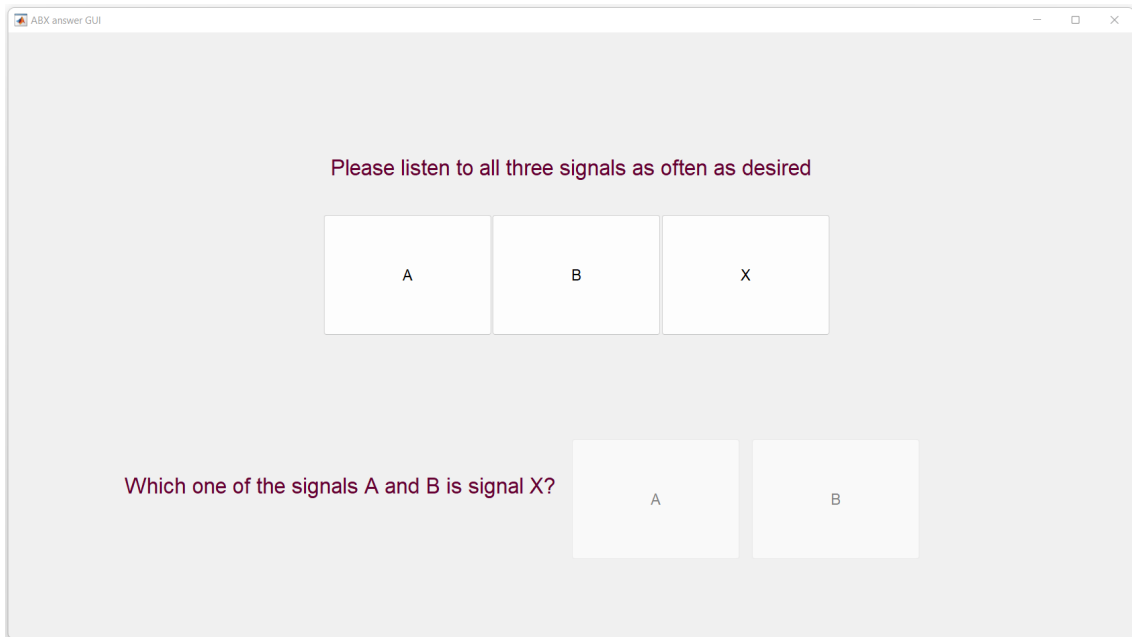 ABX answer GUI
Please listen to all three signals as often as desired
A B X
Which one of the signals A and B is signal X? A B